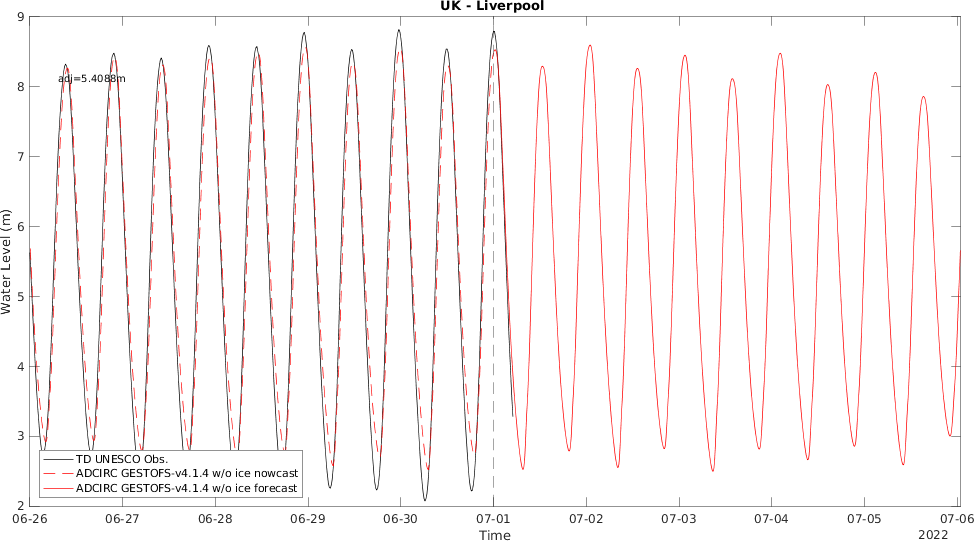 UK - Liverpool
9
8
7
6
5
4
3
2
Water Level (m)
adj=5.4088m
TD UNESCO Obs.
ADCIRC GESTOFS-v4.1.4 w/o ice nowcast
ADCIRC GESTOFS-v4.1.4 w/o ice forecast
06-26 06-27 06-28 06-29 06-30 07-01 07-02 07-03 07-04 07-05 07-06
Time
2022